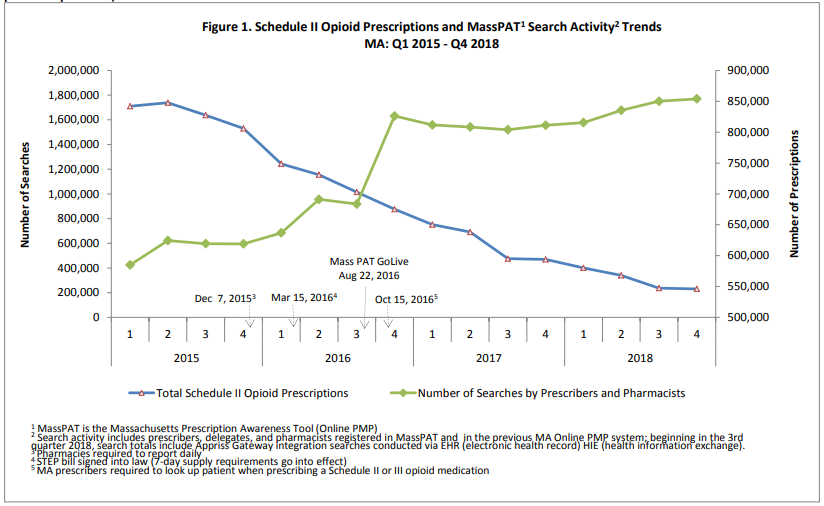 Figure 1. Schedule II Opioid Prescriptions and MassPAT1 Search Activity2 Trends
MA: Q1 2015 - Q4 2018
2,000,000
1,800,000
1,600,000
1,400,000
1,200,000
1,000,000
800,000
600,000
400,000
200,000
0
Number of Searches
900,000
850,000
800,000
750,000
700,000
650,000
600,000
550,000
500,000
Number of Prescriptions
Mass PAT GoLive
Aug 22, 2016
Dec 7, 20153
Mar 15, 20164
Oct 15, 20165
1 2 3 4 1 2 3 4 1 2 3 4 1 2 3 4
2015 2016 2017 2018
Total Schedule II Opioid Prescriptions
Number of Searches by Prescribers and Pharmacists
1 MassPAT is the Massachusetts Prescription Awareness Tool (Online PMP)
2 Search activity includes prescribers, delegates, and pharmacists registered in MassPAT and in the previous MA Online PMP system; beginning in the 3rd
quarter 2018, search totals include Appriss Gateway integration searches conducted via EHR (electronic health record) HIE (health information exchange).
3 Pharmacies required to report daily
4 STEP bill signed into law (7-day supply requirements go into effect)
5 MA prescribers required to look up patient when prescribing a Schedule II or III opioid medication